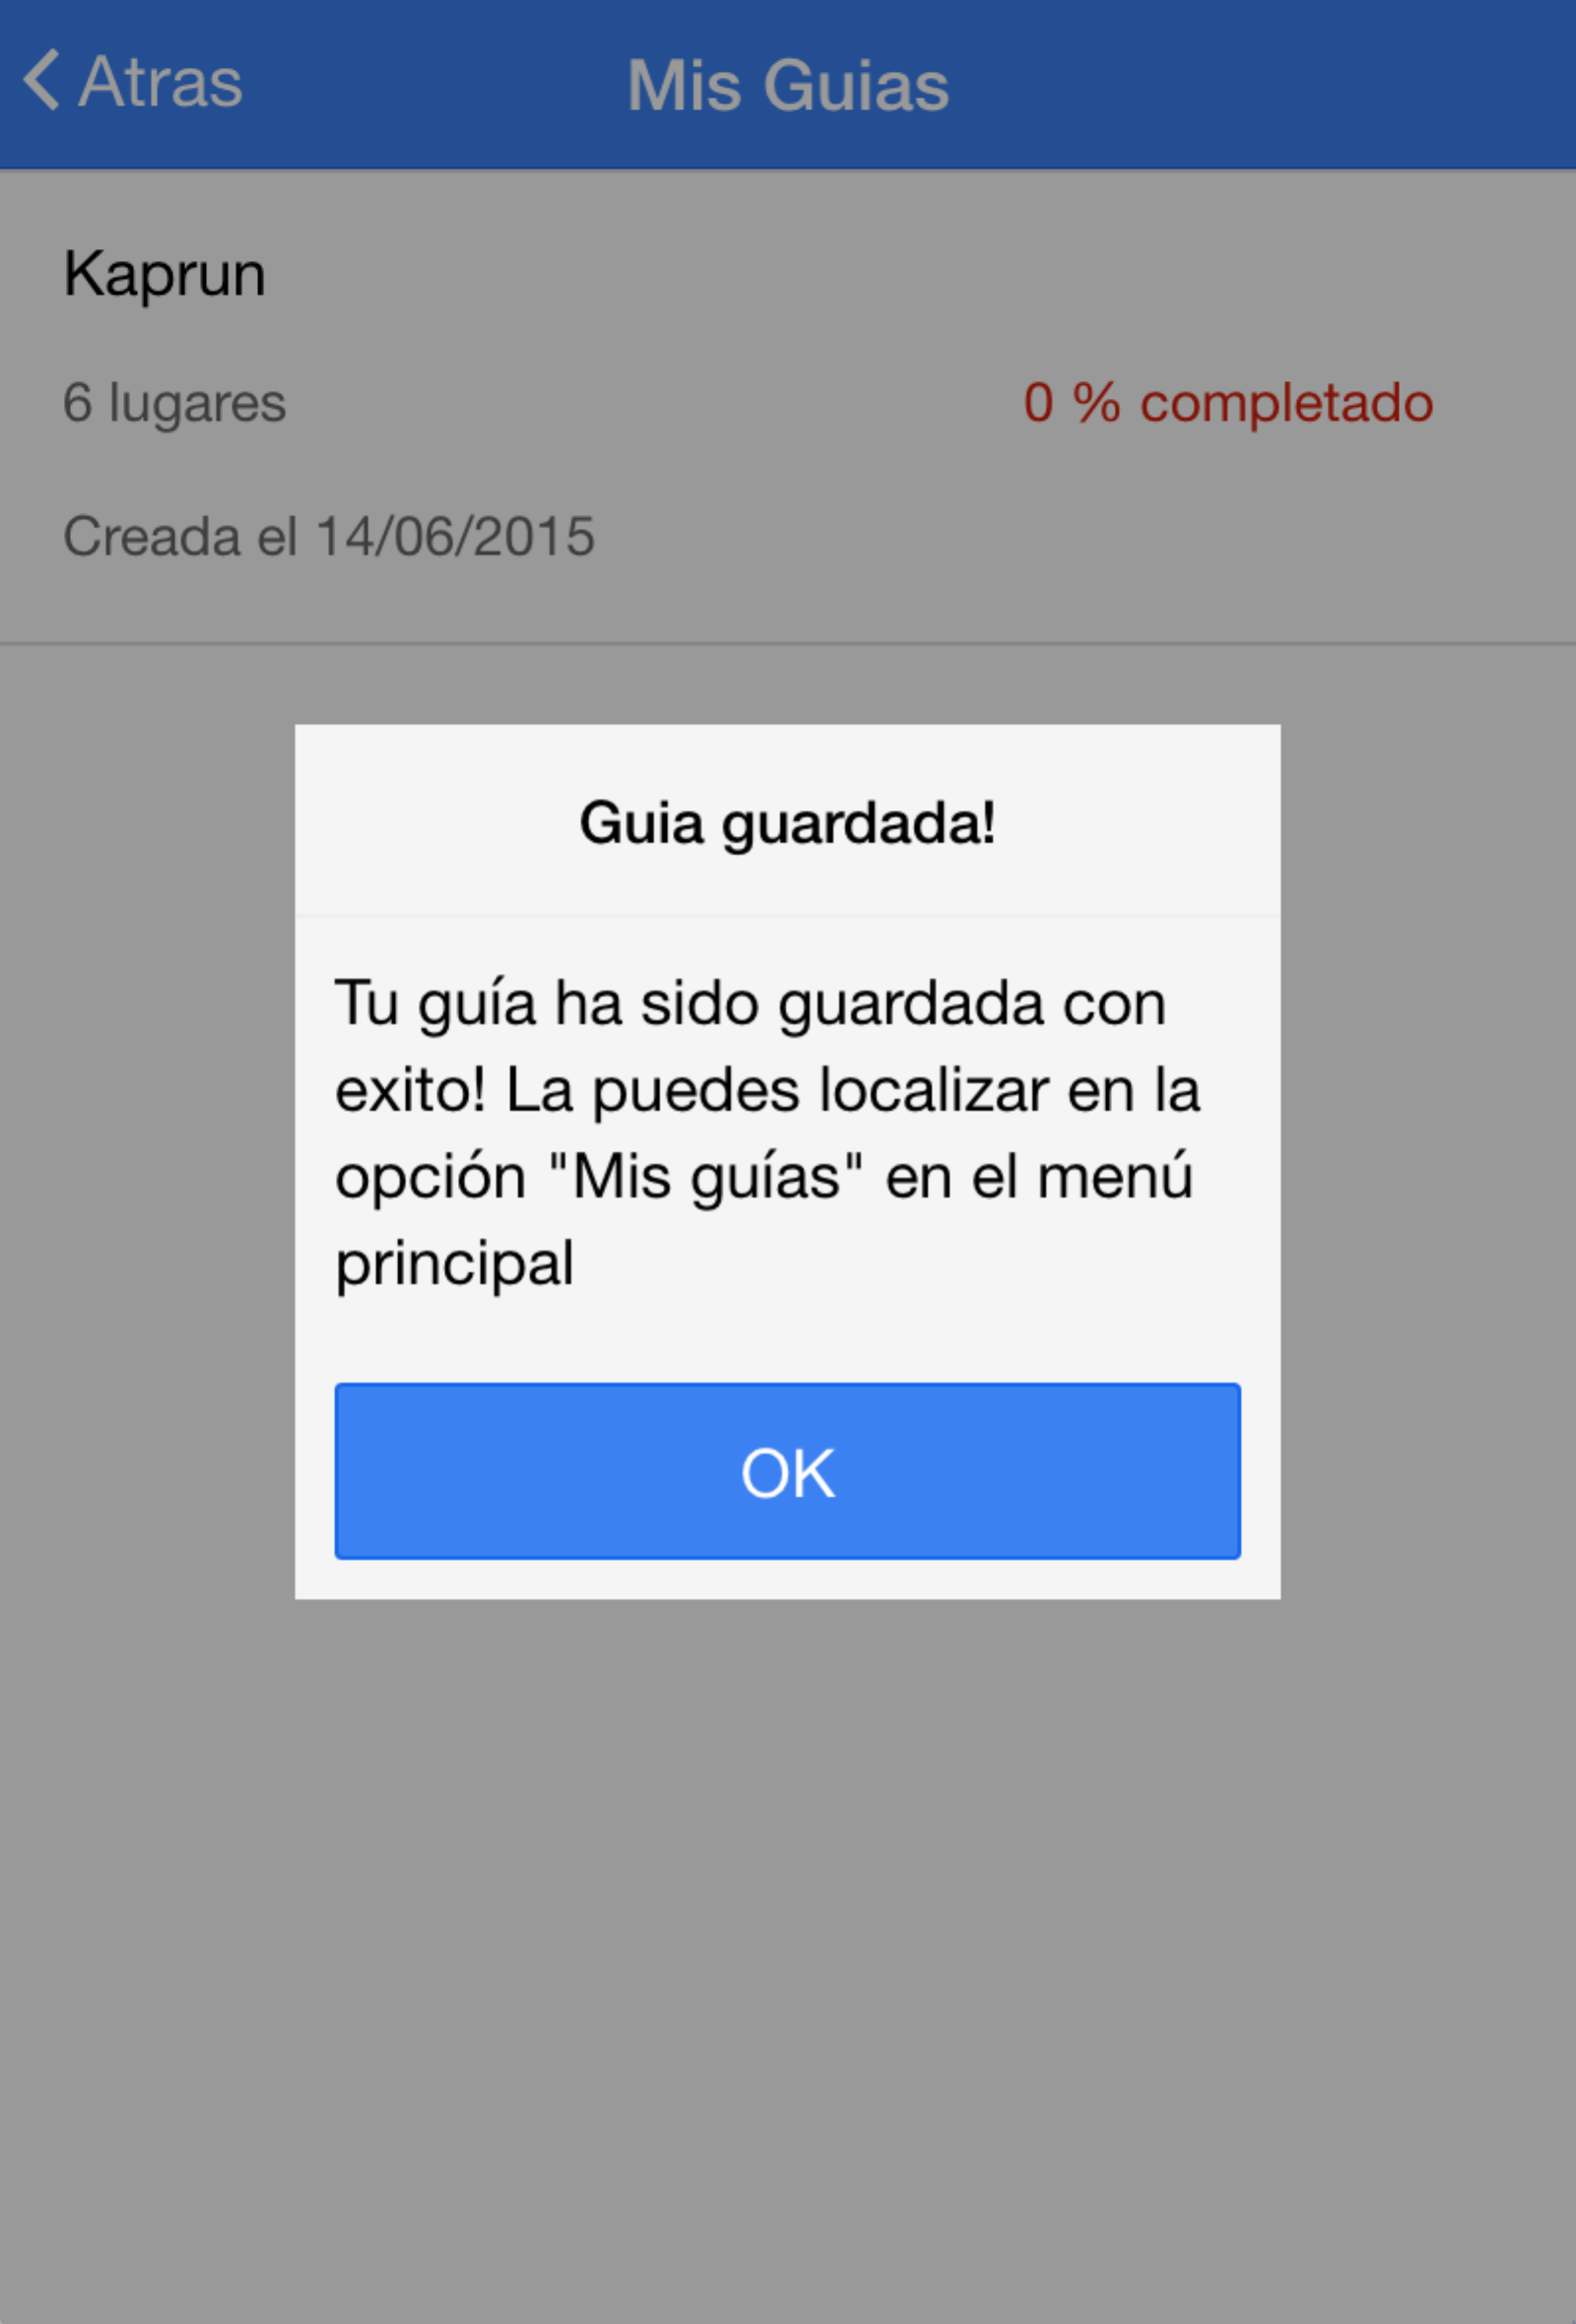 Atras
Mis Guias
Kaprun
6 lugares
0 % completado
Creada el 14/06/2015
Guia guardada!
Tu guía ha sido guardada con
exito! La puedes localizar en la
opción "Mis guías" en el menú
principal
OK